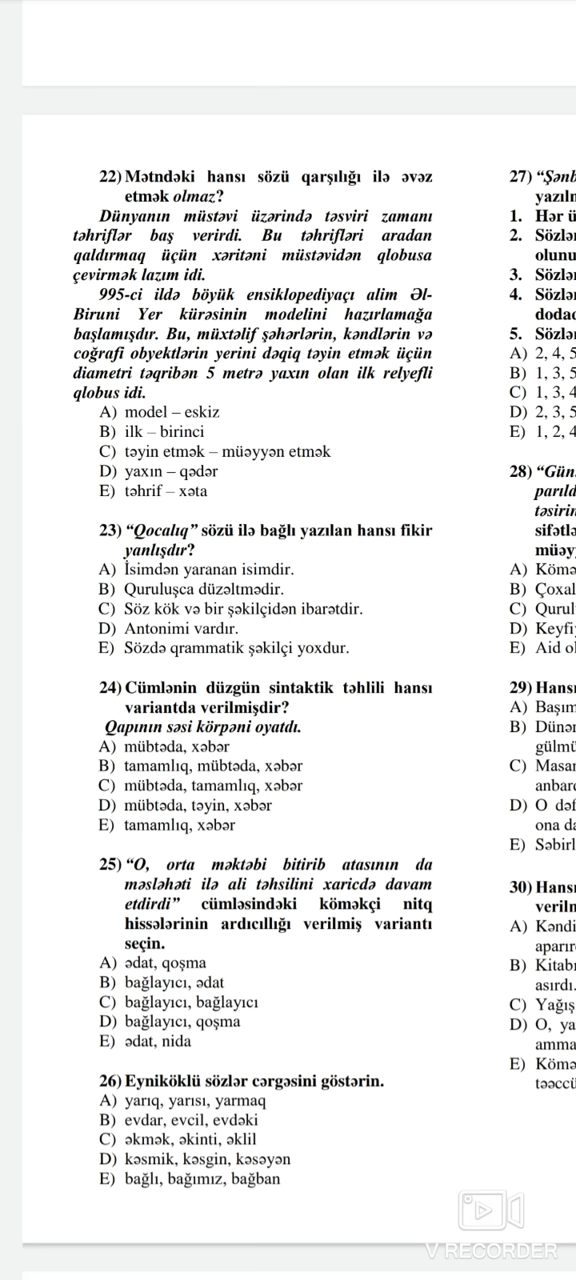 22) Mətndəki hansı sözü qarşılığı ilə əvəz
etmək olmaz?
Dünyanın müstəvi üzərində təsviri zamanı
təhriflər baş verirdi. Bu təhrifləri aradan
qaldırmaq üçün xəritəni müstəvidən qlobusa
çevirmək lazım idi.
995-ci ildə böyük ensiklopediyaçı alim Əl-
Biruni Yer kürəsinin modelini hazırlamağa
başlamışdır. Bu, müxtəlif şəhərlərin, kəndlərin və
coğrafi obyektlərin yerini dəqiq təyin etmək üçün
diametri təqribən 5 metrə yaxın olan ilk relyefli
qlobus idi.
A) model – eskiz
B) ilk – birinci
C) təyin etmək – müəyyən etmək
D) yaxın – qədər
E) təhrif – xəta
23) “Qocalıq” sözü ilə bağlı yazılan hansı fikir
yanlışdır?
A) İsimdən yaranan isimdir.
B) Quruluşca düzəltmədir.
C) Söz kök və bir şəkilçidən ibarətdir.
D) Antonimi vardır.
E) Sözdə qrammatik şəkilçi yoxdur.
24) Cümlənin düzgün sintaktik təhlili hansı
variantda verilmişdir?
Qapının səsi körpəni oyatdı.
A) mübtəda, xəbər
B) tamamlıq, mübtəda, xəbər
C) mübtəda, tamamlıq, xəbər
D) mübtəda, təyin, xəbər
E) tamamlıq, xəbər
25) “O, orta məktəbi bitirib atasının da
məsləhəti ilə ali təhsilini xaricdə davam
etdirdi” cümləsindəki köməkçi nitq
hissələrinin ardıcıllığı verilmiş variantı
seçin.
A) ədat, qoşma
B) bağlayıcı, ədat
C) bağlayıcı, bağlayıcı
D) bağlayıcı, qoşma
E) ədat, nida
26) Eyniköklü sözlər cərgəsini göstərin.
A) yarıq, yarısı, yarmaq
B) evdar, evcil, evdəki
C) əkmək, əkinti, əklil
D) kəsmik, kəsgin, kəsəyən
E) bağlı, bağımız, bağban
27) “Şənb
yazıln
1. Hər ü
2. Sözlə
olunu
3. Sözlə
4. Sözlə
dodaq
5. Sözlə
A) 2, 4, 5
B) 1, 3, 5
C) 1, 3, 4
D) 2, 3, 5
E) 1, 2, 4
28) “Gün
parıld
təsirin
sifətlə
müəy
A) Kömə
B) Çoxal
C) Qurul
D) Keyfi
E) Aid ol
29) Hansı
A) Başım
B) Dünən
gülmü
C) Masa
anbar
D) O dəf
ona da
E) Səbirl
30) Hansı
veriln
A) Kəndi
aparır
B) Kitabı
asırdı.
C) Yağış
D) O, ya
amma
E) Kömə
təəccü
V RECORDER